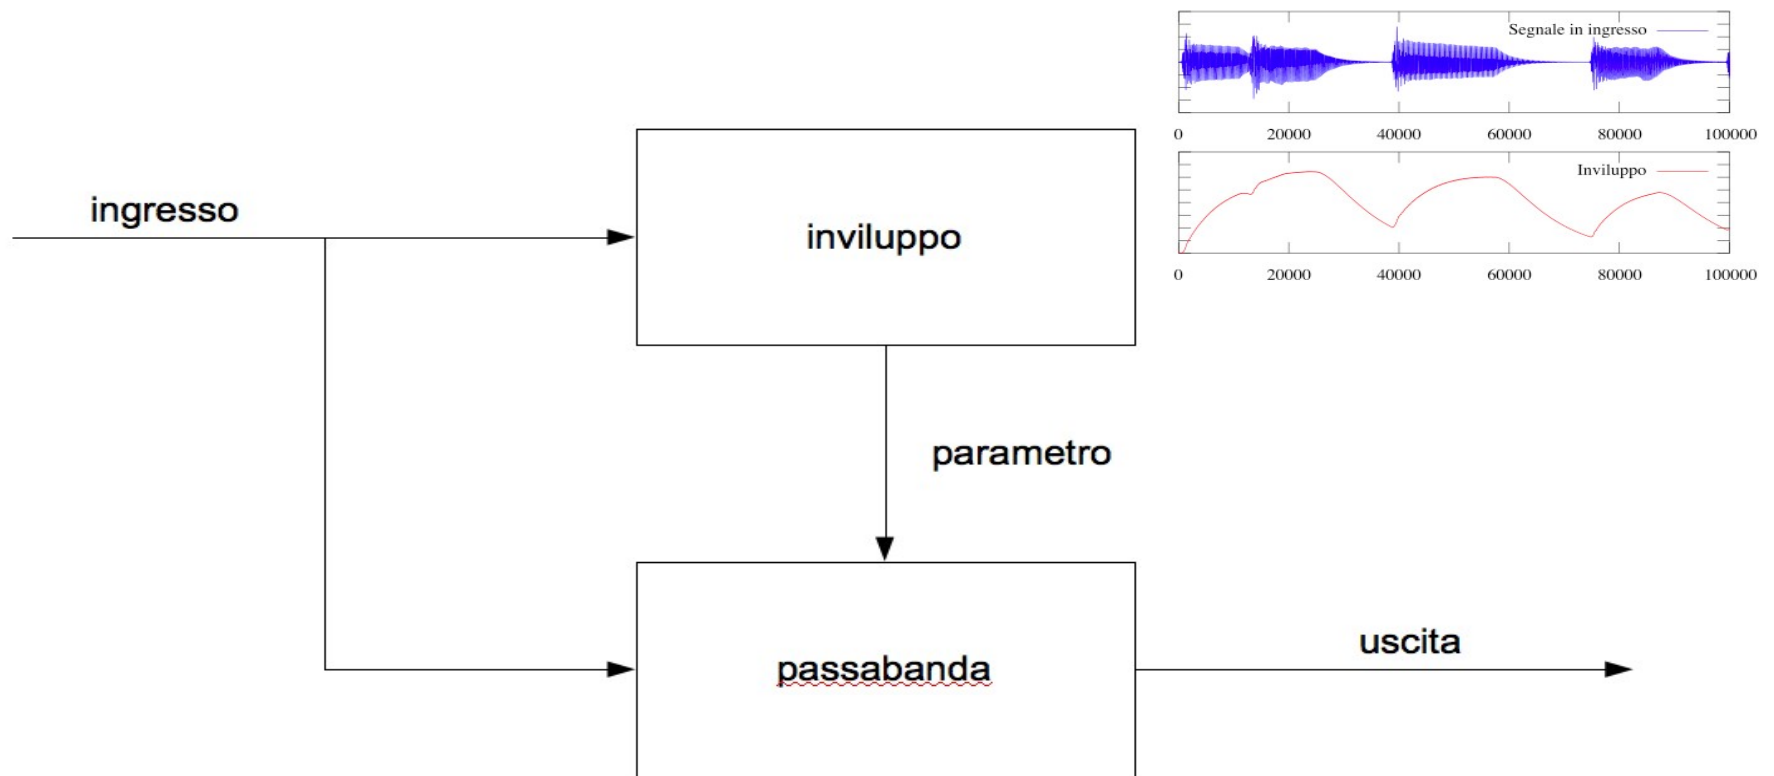 Segnale in ingresso
0 20000 40000 60000 80000 100000
Inviluppo
0 20000 40000 60000 80000 100000
ingresso
inviluppo
parametro
uscita
passabanda